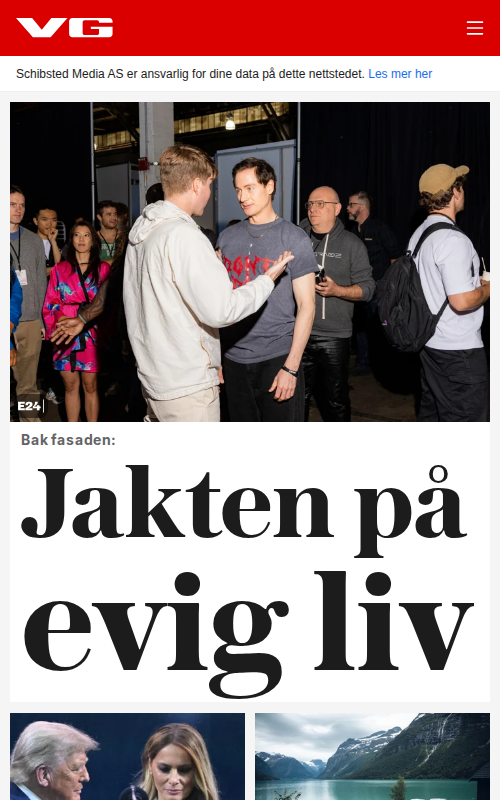 VG
Schibsted Media AS er ansvarlig for dine data på dette nettstedet. Les mer her
E24
Bak fasaden:
Jakten på
evig liv